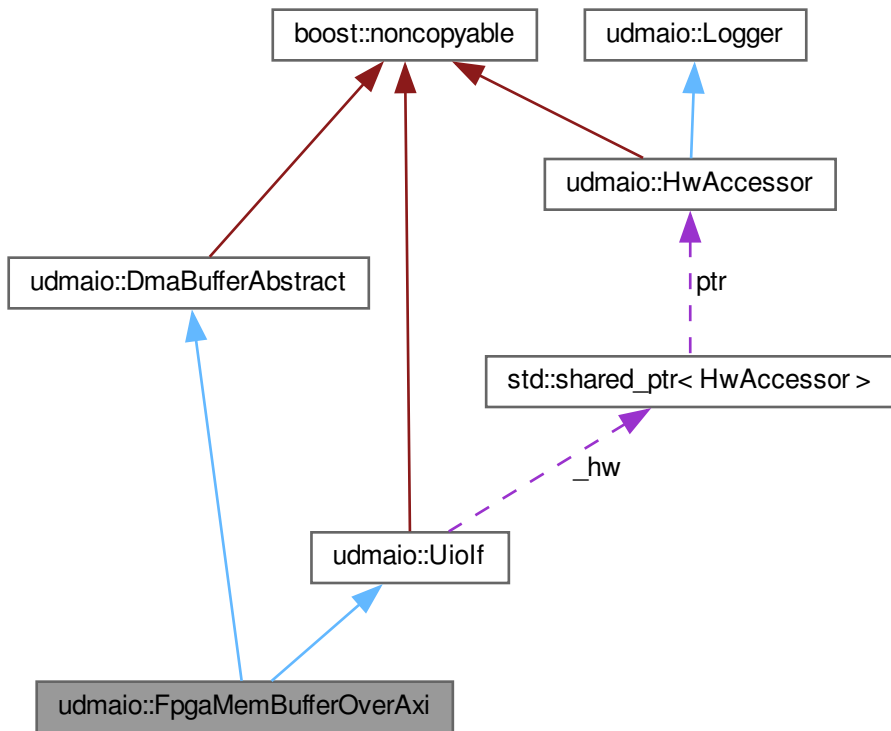 boost::noncopyable
udmaio::Logger
udmaio::HwAccessor
udmaio::DmaBufferAbstract
ptr
std::shared_ptr< HwAccessor >
_hw
udmaio::UioIf
udmaio::FpgaMemBufferOverAxi